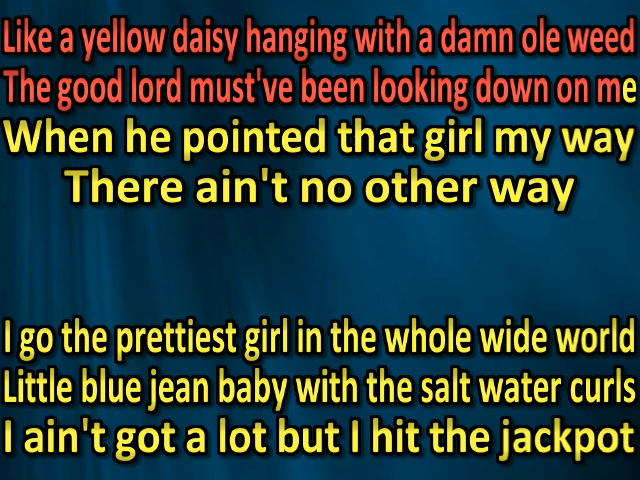 Like a yellow daisy hanging with a damn ole weed
The good lord must've been looking down on me
When he pointed that girl my way
There ain't no other way
I go the prettiest girl in the whole wide world
Little blue jean baby with the salt water curls
I ain't got a lot but I hit the jackpot